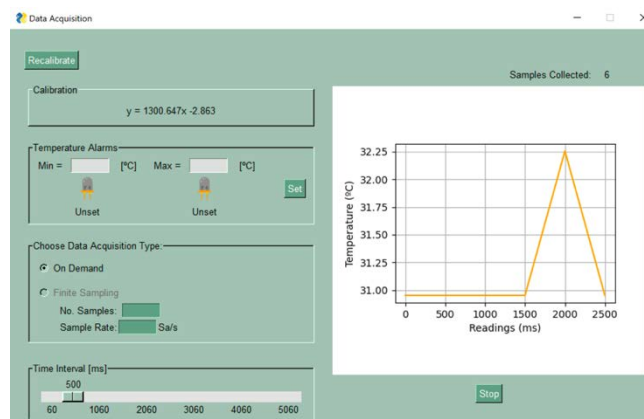 Data Acquisition
Recalibrate
Samples Collected: 6
Calibration
y = 1300.647x -2.863
Temperature Alarms
Min = [ºC] Max = [ºC]
Set
Unset Unset
Choose Data Acquisition Type:
On Demand
Finite Sampling
No. Samples:
Sample Rate: Sa/s
Time Interval [ms]
500
60 1060 2060 3060 4060 5060
Temperature (ºC)
32.25
32.00
31.75
31.50
31.25
31.00
0 500 1000 1500 2000 2500
Readings (ms)
Stop